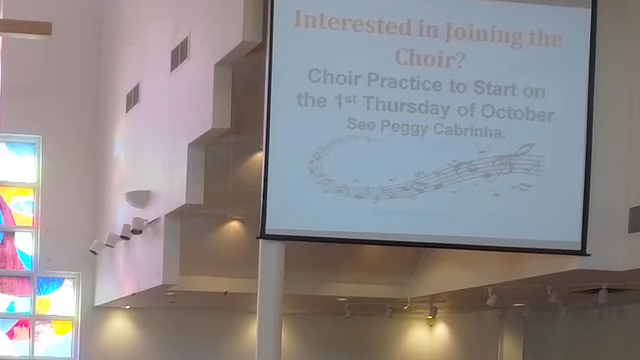 Interested in Joining the
Choir?
Choir Practice to Start on
the 1st Thursday of October
See Peggy Cabrinha.